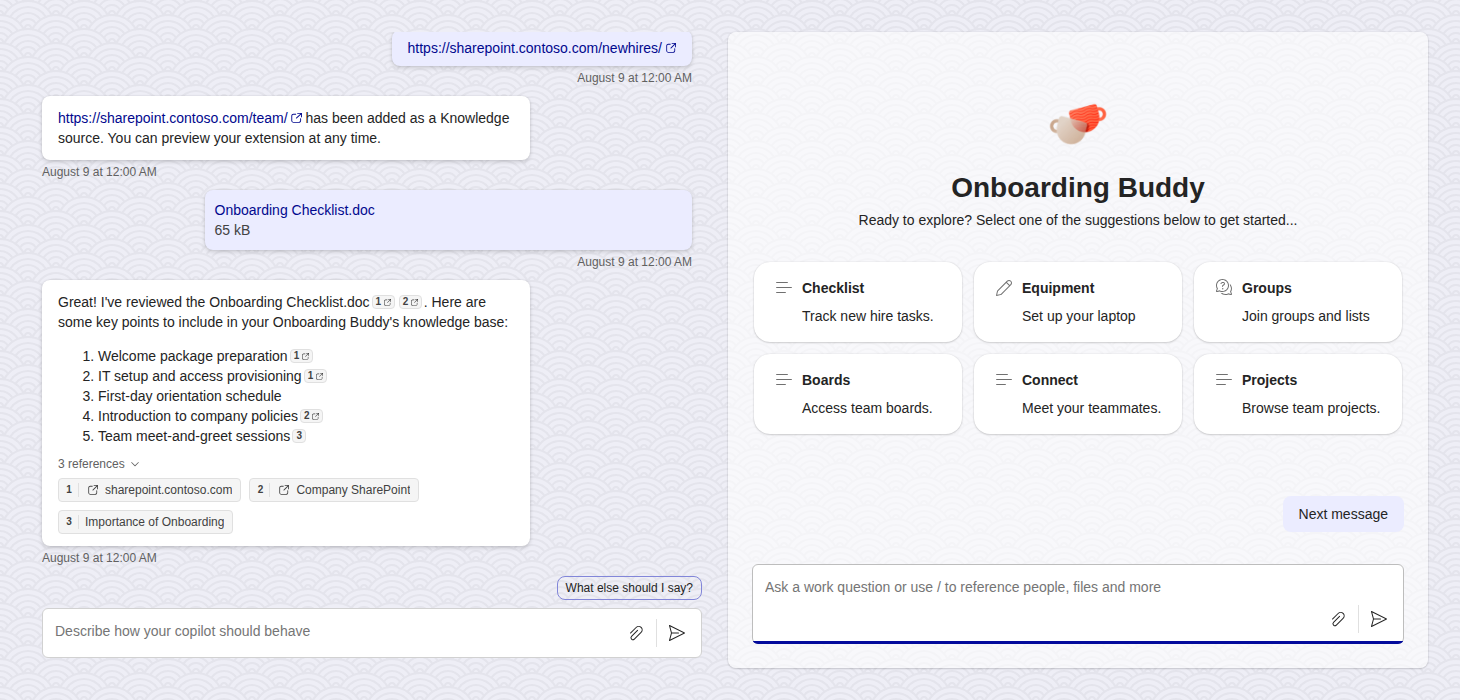 https://sharepoint.contoso.com/newhires/
August 9 at 12:00 AM
https://sharepoint.contoso.com/team/ has been added as a Knowledge
source. You can preview your extension at any time.
August 9 at 12:00 AM
Onboarding Checklist.doc
65 kB
August 9 at 12:00 AM
Great! I've reviewed the Onboarding Checklist.doc 1 2 . Here are
some key points to include in your Onboarding Buddy's knowledge base:
1. Welcome package preparation 1
2. IT setup and access provisioning 1
3. First-day orientation schedule
4. Introduction to company policies 2
5. Team meet-and-greet sessions 3
3 references
1 sharepoint.contoso.com 2 Company SharePoint
3 Importance of Onboarding
August 9 at 12:00 AM
What else should I say?
Describe how your copilot should behave
Onboarding Buddy
Ready to explore? Select one of the suggestions below to get started...
Checklist
Track new hire tasks.
Equipment
Set up your laptop
Groups
Join groups and lists
Boards
Access team boards.
Connect
Meet your teammates.
Projects
Browse team projects.
Next message
Ask a work question or use / to reference people, files and more